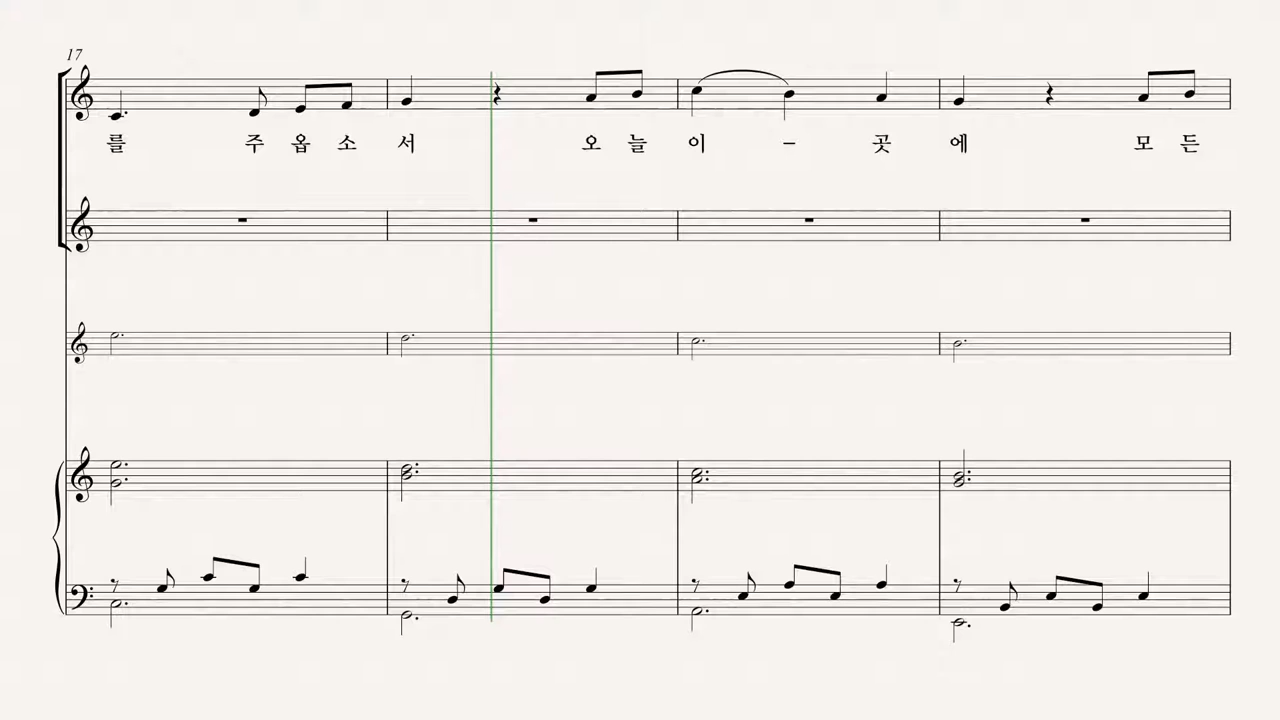 17
를 주 옵 소 서 오 늘 이 – 곳 에 모 든